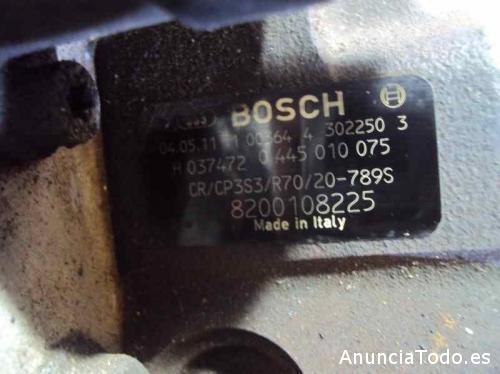 BOSCH
04.05.11 1 00364 4 302250 3
H 037472 0 445 010 075
CR/CP3S3/R70/20-789S
8200108225
Made in Italy
AnunciaTodo.es